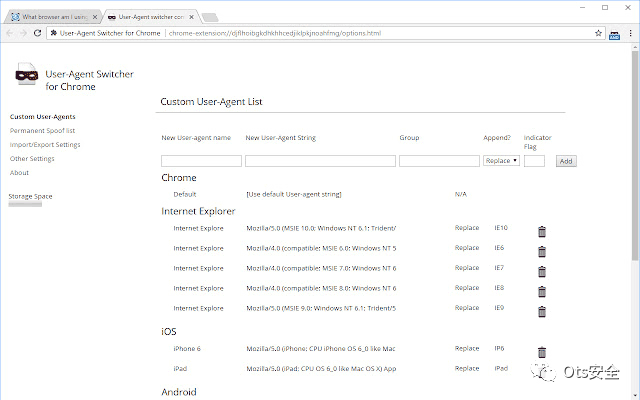 What browser am I using
User-Agent switcher con
User-Agent Switcher for Chrome
chrome-extension://djflhoibgkdhkhhcedjiklpkjnoahfmg/options.html
User-Agent Switcher
for Chrome
Custom User-Agent List
Custom User-Agents
Permanent Spoof list
Import/Export Settings
Other Settings
About
Storage Space
New User-agent name New User-Agent String Group Append? Indicator
Flag
Replace Add
Chrome
Default [Use default User-agent string] N/A
Internet Explorer
Internet Explore Mozilla/5.0 (MSIE 10.0; Windows NT 6.1; Trident/ Replace IE10
Internet Explore Mozilla/4.0 (compatible; MSIE 6.0; Windows NT 5 Replace IE6
Internet Explore Mozilla/4.0 (compatible; MSIE 7.0; Windows NT 6 Replace IE7
Internet Explore Mozilla/4.0 (compatible; MSIE 8.0; Windows NT 6 Replace IE8
Internet Explore Mozilla/5.0 (MSIE 9.0; Windows NT 6.1; Trident/5 Replace IE9
iOS
iPhone 6 Mozilla/5.0 (iPhone; CPU iPhone OS 6_0 like Mac Replace IP6
iPad Mozilla/5.0 (iPad; CPU OS 6_0 like Mac OS X) App Replace iPad
Android
Ots安全